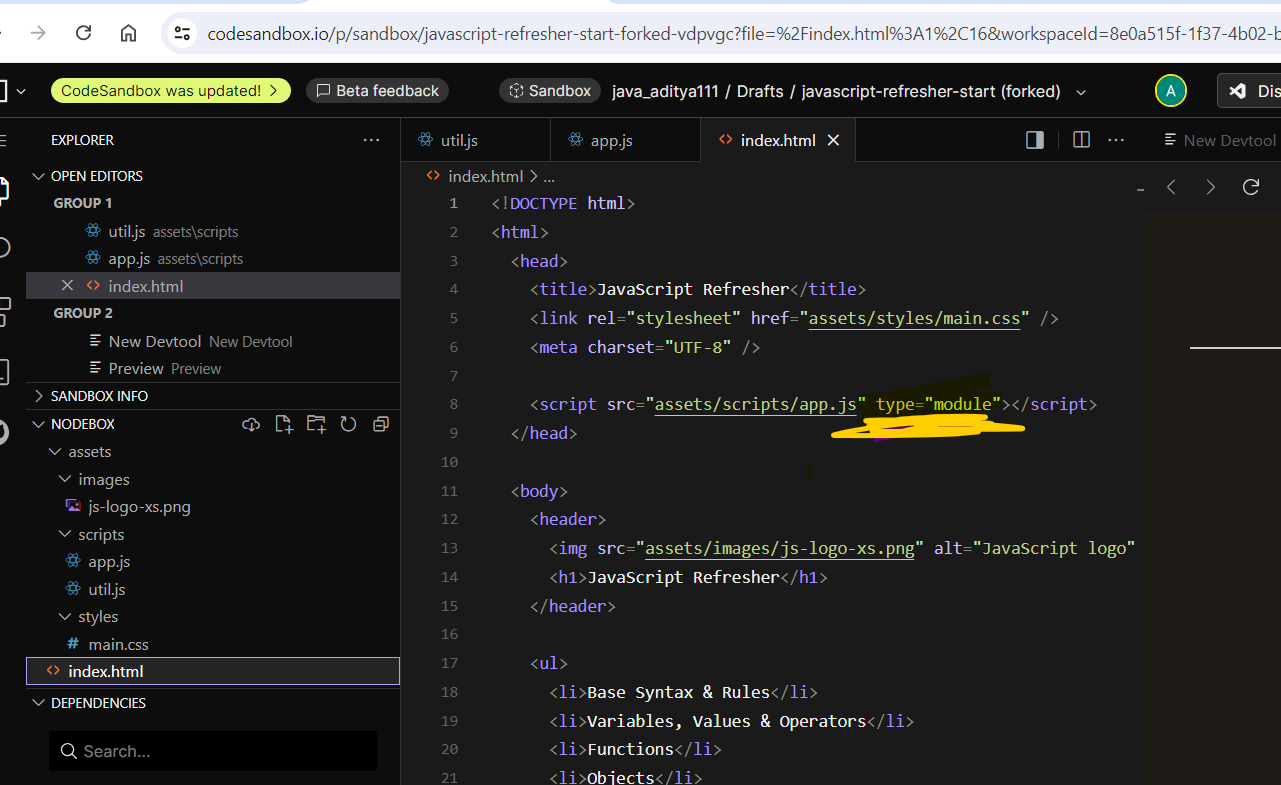 codesandbox.io/p/sandbox/javascript-refresher-start-forked-vdpvgc?file=%2Findex.html%3A1%2C16&workspaceId=8e0a515f-1f37-4b02-b
CodeSandbox was updated! Beta feedback Sandbox java_aditya111 / Drafts / javascript-refresher-start (forked) A Dis
EXPLORER
OPEN EDITORS
GROUP 1
util.js assets\scripts
app.js assets\scripts
index.html
GROUP 2
New Devtool New Devtool
Preview Preview
SANDBOX INFO
NODEBOX
assets
images
js-logo-xs.png
scripts
app.js
util.js
styles
# main.css
index.html
DEPENDENCIES
Search...
util.js app.js index.html New Devtool
index.html > ...
1 <!DOCTYPE html>
2 <html>
3 <head>
4 <title>JavaScript Refresher</title>
5 <link rel="stylesheet" href="assets/styles/main.css" />
6 <meta charset="UTF-8" />
7
8 <script src="assets/scripts/app.js" type="module"></script>
9 </head>
10
11 <body>
12 <header>
13 <img src="assets/images/js-logo-xs.png" alt="JavaScript logo"
14 <h1>JavaScript Refresher</h1>
15 </header>
16
17 <ul>
18 <li>Base Syntax & Rules</li>
19 <li>Variables, Values & Operators</li>
20 <li>Functions</li>
21 <li>Objects</li>